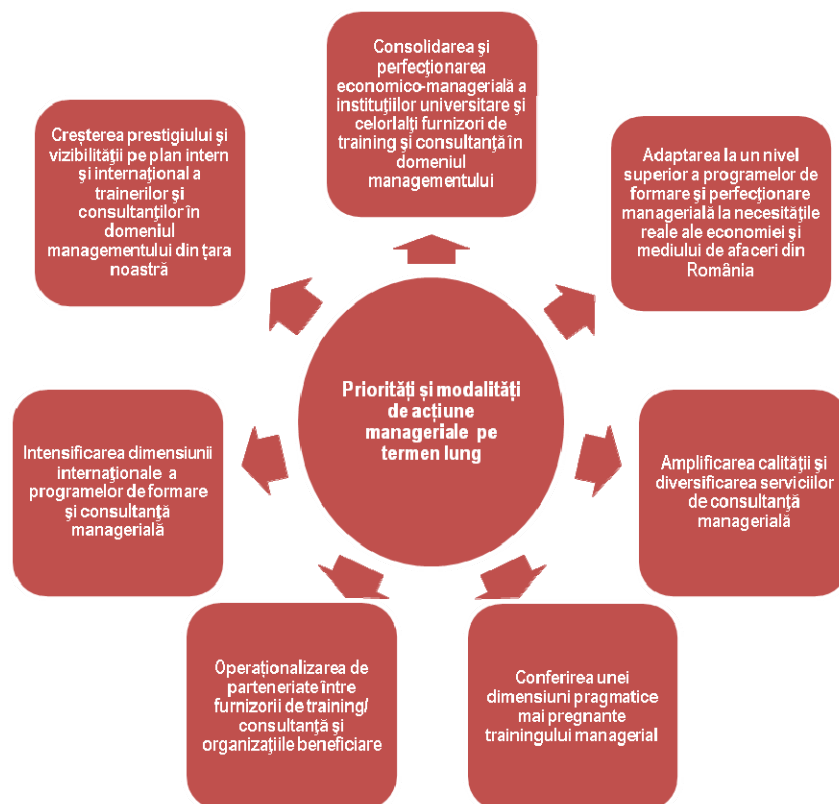 Consolidarea şi
perfecţionarea
economico-managerială a
instituţiilor universitare şi
celorlalţi furnizori de
training şi consultanţă în
domeniul
managementului
Creşterea prestigiului şi
vizibilităţii pe plan intern
şi internaţional a
trainerilor şi
consultanţilor în
domeniul
managementului din ţara
noastră
Adaptarea la un nivel
superior a programelor de
formare şi perfecţionare
managerială la necesităţile
reale ale economiei şi
mediului de afaceri din
România
Priorităţi şi modalităţi
de acţiune
manageriale pe
termen lung
Intensificarea dimensiunii
internaţionale a
programelor de formare
şi consultanţă
managerială
Amplificarea calităţii şi
diversificarea serviciilor
de consultanţă
managerială
Operaţionalizarea de
parteneriate între
furnizorii de training/
consultanţă şi
organizaţiile beneficiare
Conferirea unei
dimensiuni pragmatice
mai pregnante
trainingului managerial